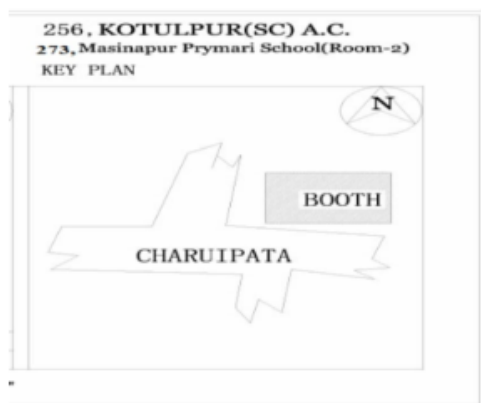 256, KOTULPUR(SC) A.C.
273, Masinapur Prymari School(Room-2)
KEY PLAN
N
BOOTH
CHARUIPATA